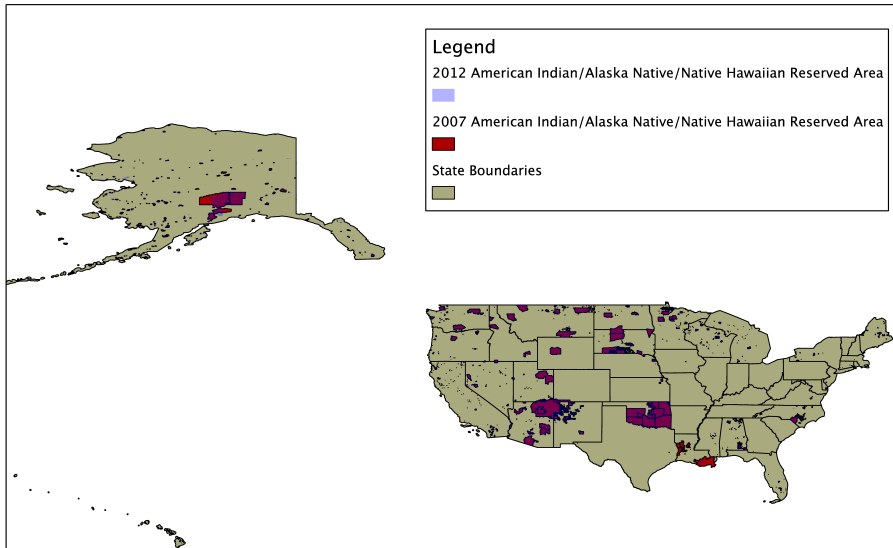 Legend
2012 American Indian/Alaska Native/Native Hawaiian Reserved Area
2007 American Indian/Alaska Native/Native Hawaiian Reserved Area
State Boundaries